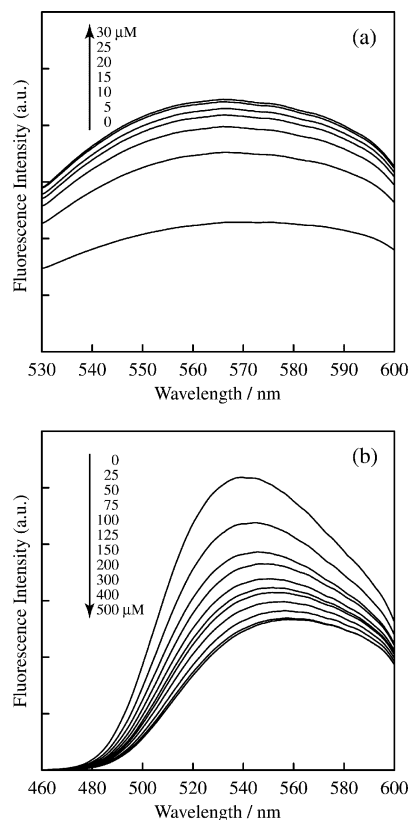 30 μM
25
20
15
10
5
0
(a)
Fluorescence Intensity (a.u.)
530 540 550 560 570 580 590 600
Wavelength / nm
0
25
50
75
100
125
150
200
300
400
500 μM
(b)
Fluorescence Intensity (a.u.)
460 480 500 520 540 560 580 600
Wavelength / nm